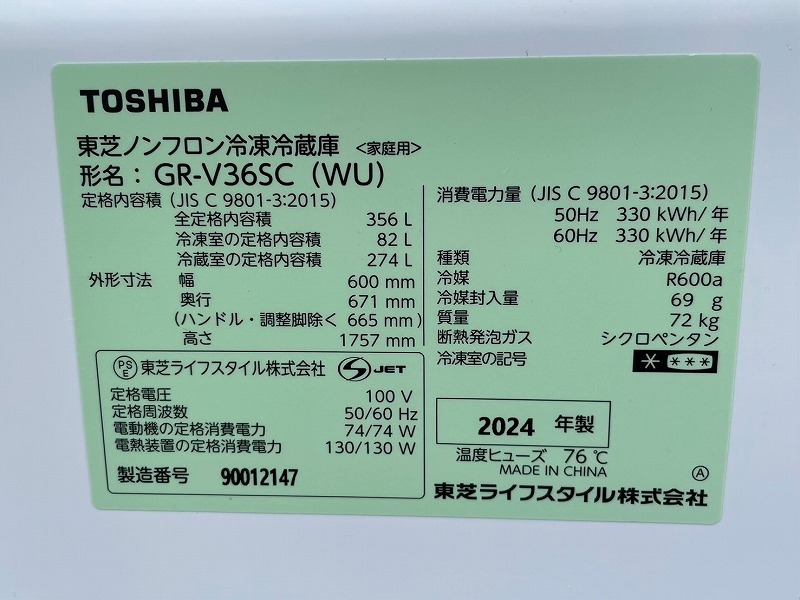 TOSHIBA
東芝ノンフロン冷凍冷蔵庫 <家庭用>
形名: GR-V36SC (WU)
定格内容積 (JIS C 9801-3:2015)
全定格内容積 356 L
冷凍室の定格内容積 82 L
冷蔵室の定格内容積 274 L
外形寸法 幅 600 mm
奥行 671 mm
(ハンドル・調整脚除く 665 mm)
高さ 1757 mm
PSE 東芝ライフスタイル株式会社 S JET
定格電圧 100 V
定格周波数 50/60 Hz
電動機の定格消費電力 74/74 W
電熱装置の定格消費電力 130/130 W
製造番号 90012147
消費電力量 (JIS C 9801-3:2015)
50Hz 330 kWh/年
60Hz 330 kWh/年
種類 冷凍冷蔵庫
冷媒 R600a
冷媒封入量 69 g
質量 72 kg
断熱発泡ガス シクロペンタン
冷凍室の記号 * ***
2024 年製
温度ヒューズ 76 ℃
MADE IN CHINA
Ⓐ
東芝ライフスタイル株式会社